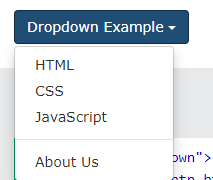 Dropdown Example
HTML
CSS
JavaScript
About Us
own">